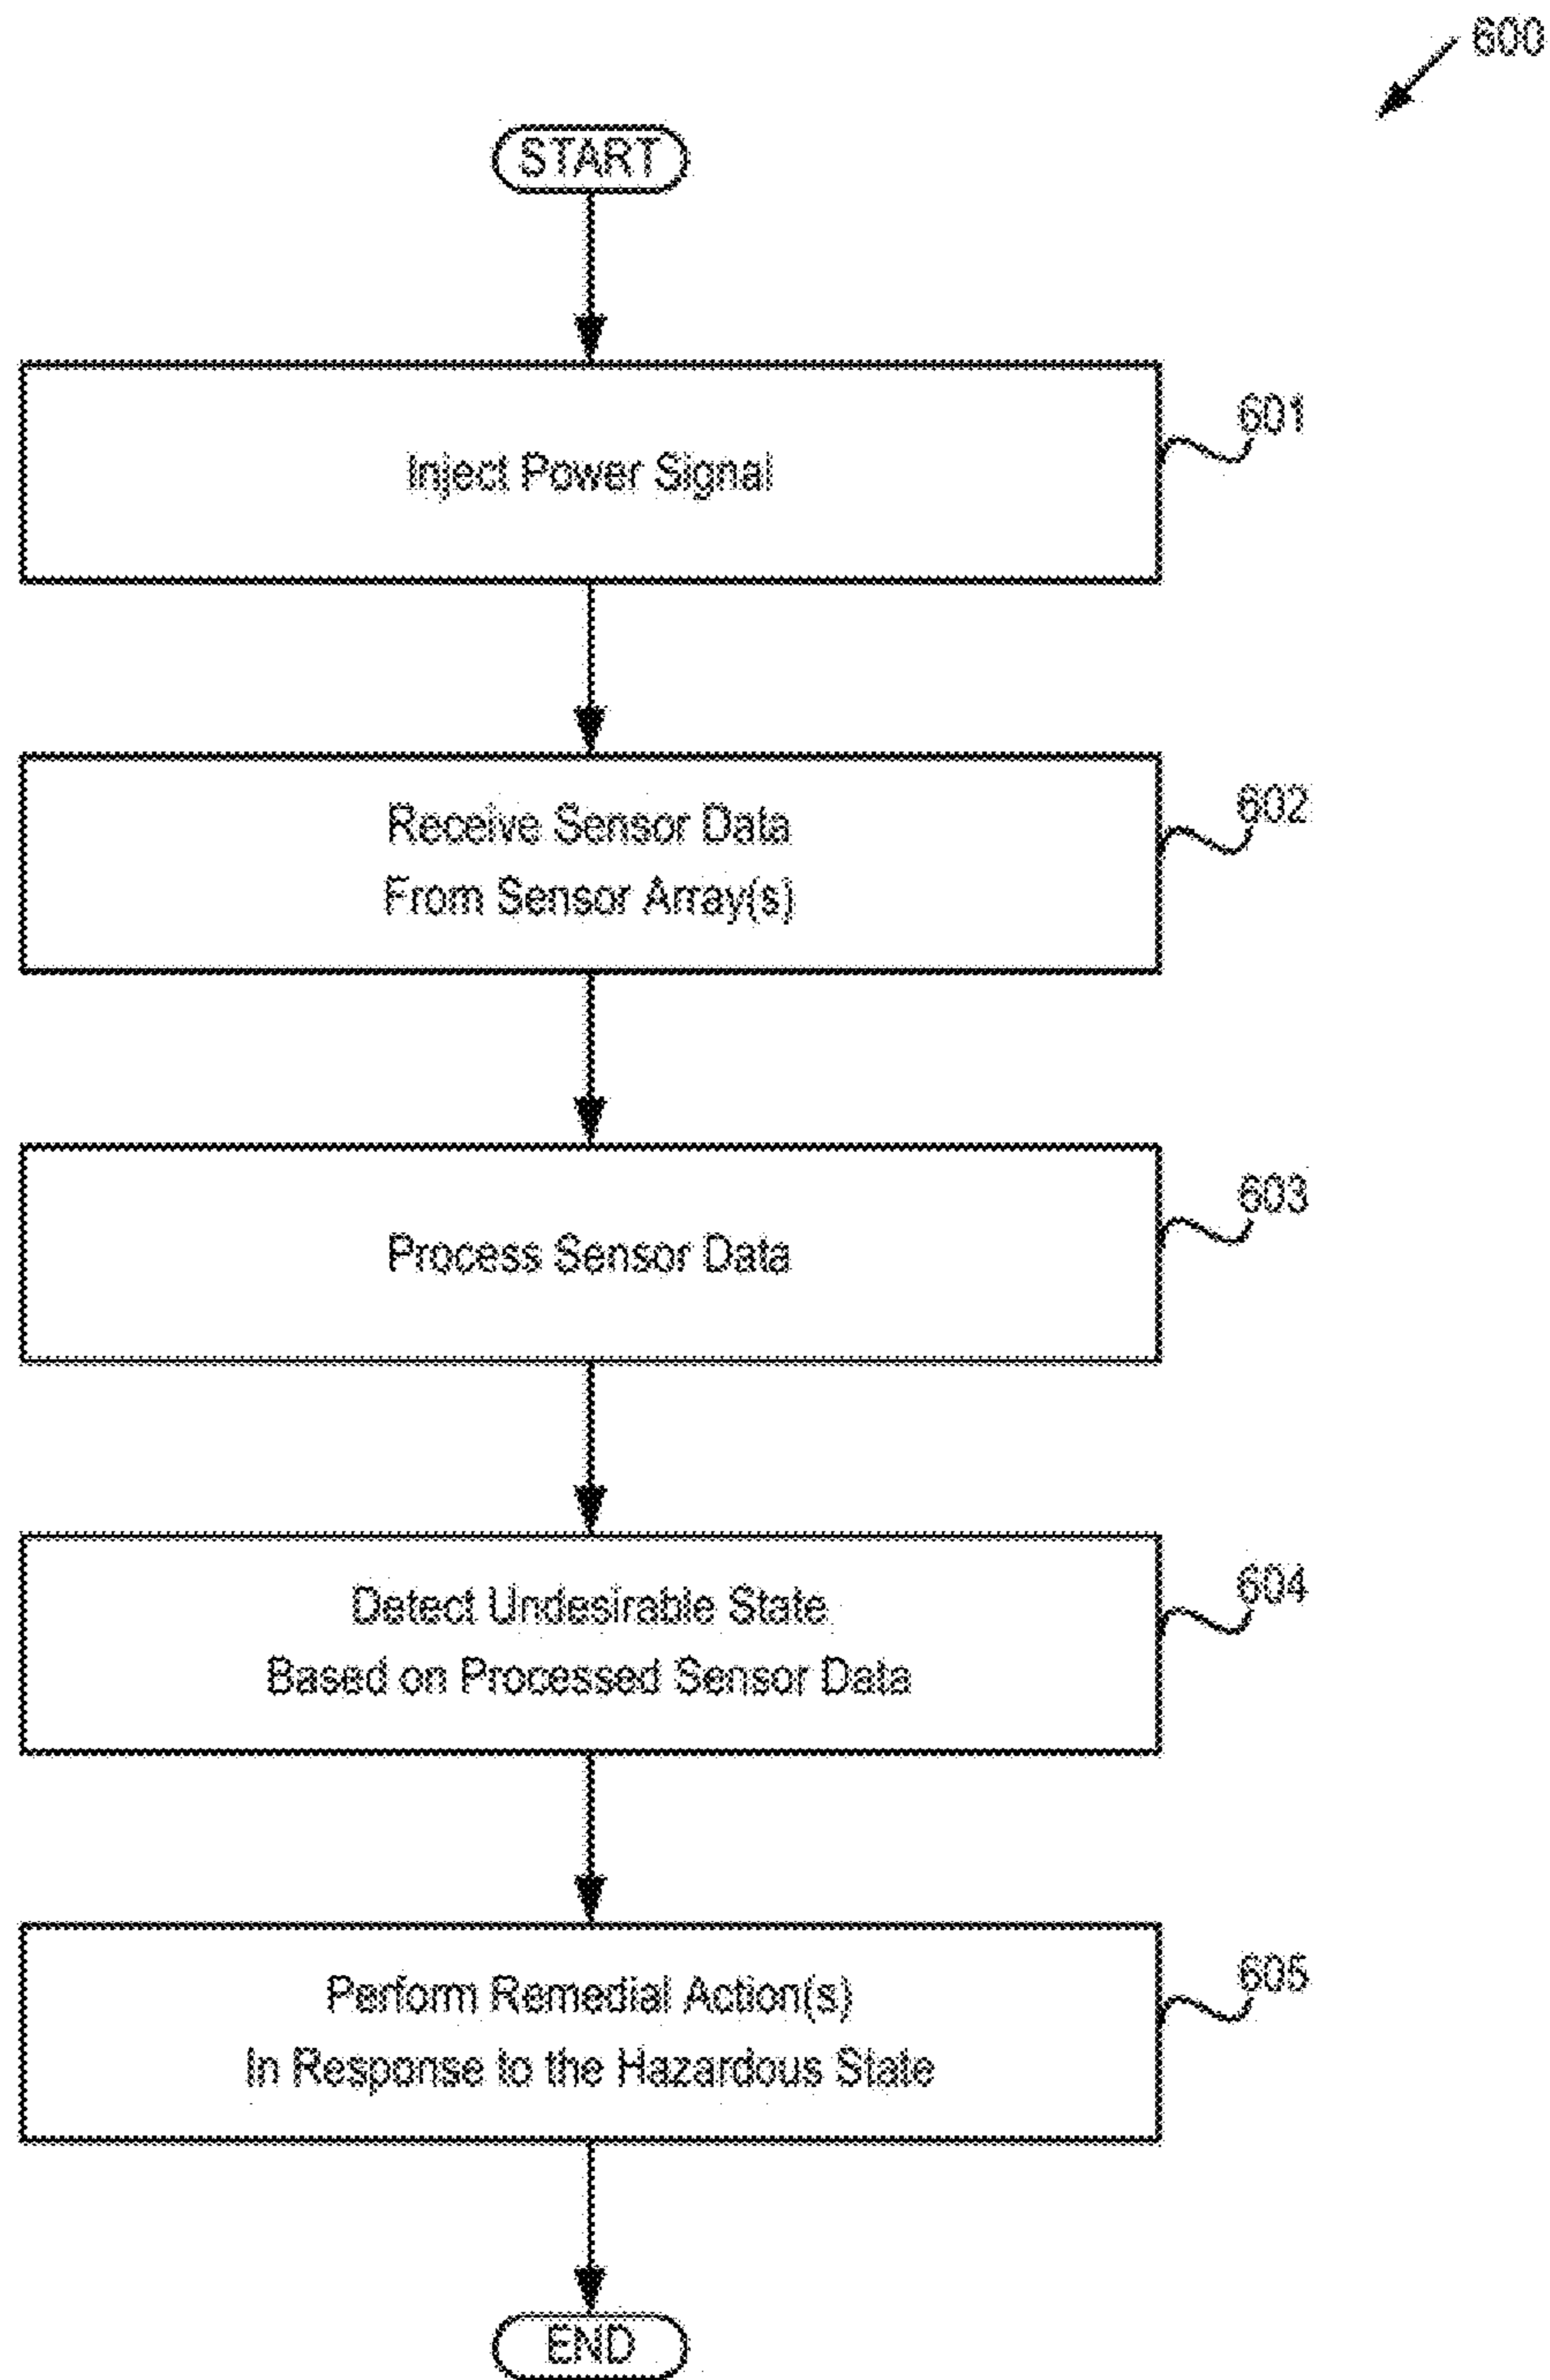 600
START
Inject Power Signal
601
Receive Sensor Data
From Sensor Array(s)
602
Process Sensor Data
603
Detect Undesirable State
Based on Processed Sensor Data
604
Perform Remedial Action(s)
In Response to the Hazardous State
605
END